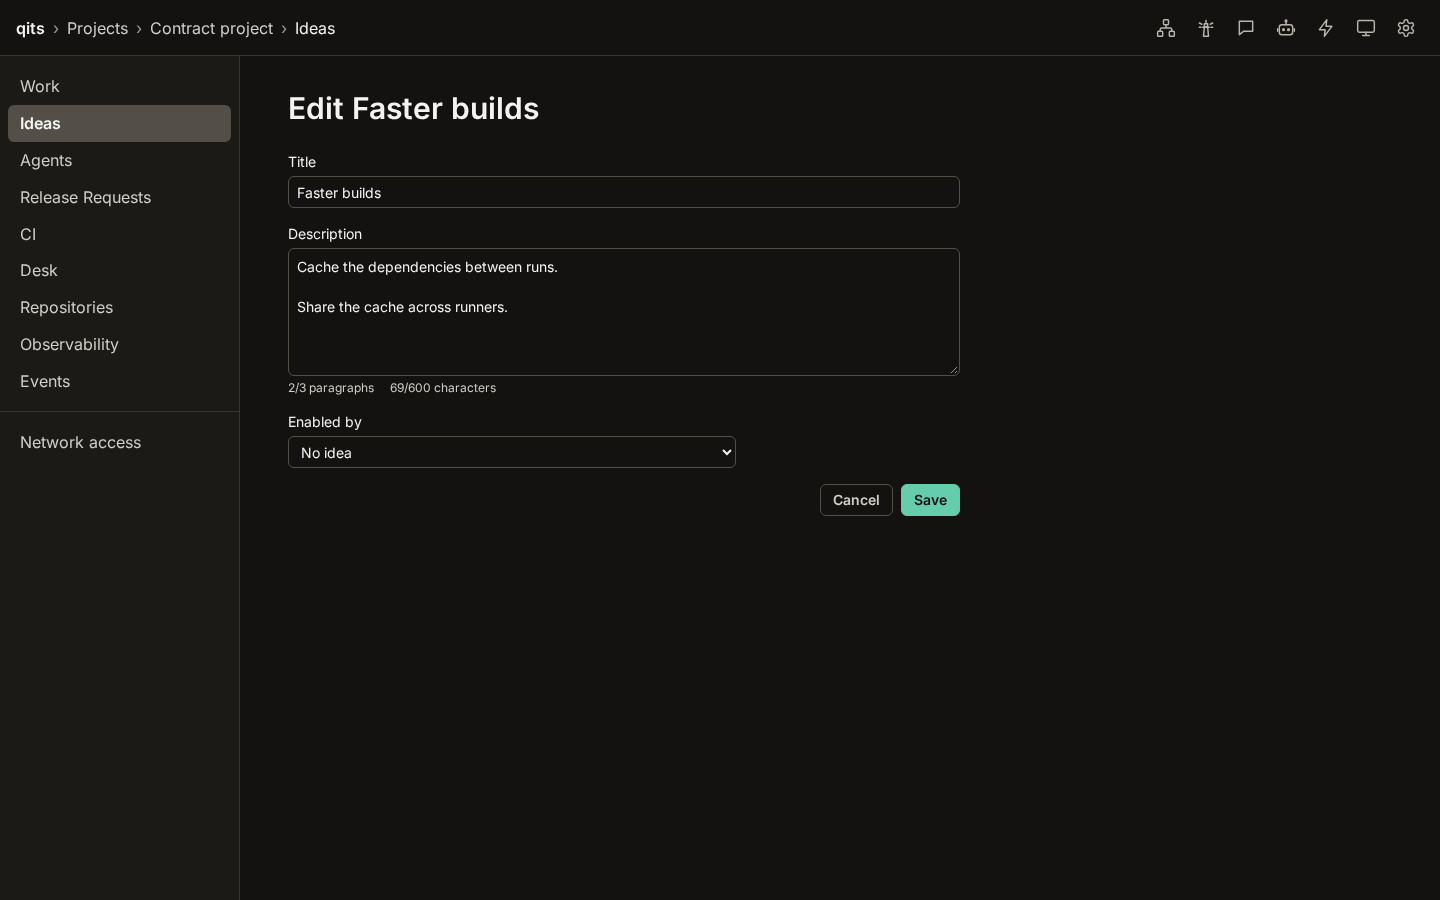 qits › Projects › Contract project › Ideas
Work
Ideas
Agents
Release Requests
CI
Desk
Repositories
Observability
Events
Network access
Edit Faster builds
Title
Faster builds
Description
Cache the dependencies between runs.
Share the cache across runners.
2/3 paragraphs 69/600 characters
Enabled by
No idea
Cancel Save